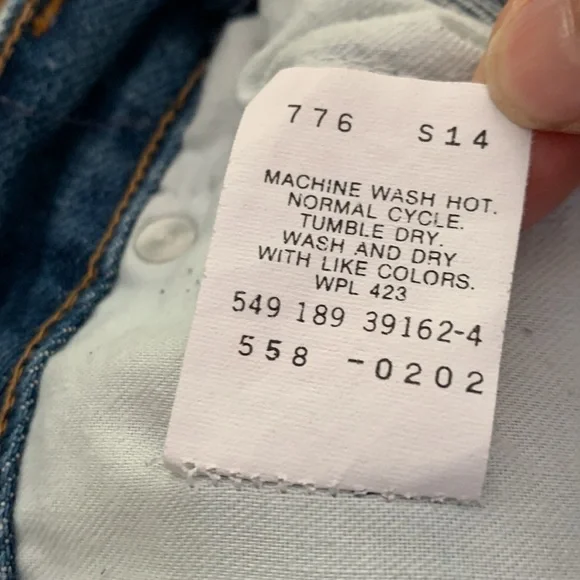 776 S14
MACHINE WASH HOT.
NORMAL CYCLE.
TUMBLE DRY.
WASH AND DRY
WITH LIKE COLORS.
WPL 423
549 189 39162-4
558 -0202